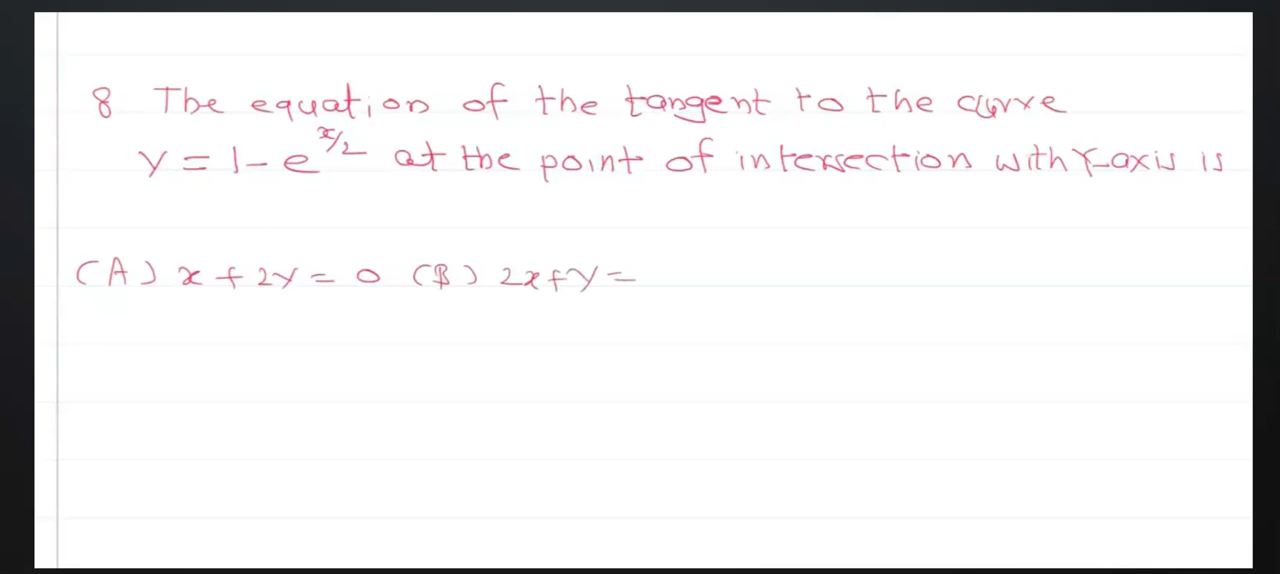 8 The equation of the tangent to the curve
y = 1 - e^x/2 at the point of intersection with Y-axis is
(A) x + 2y = 0 (B) 2x + y =